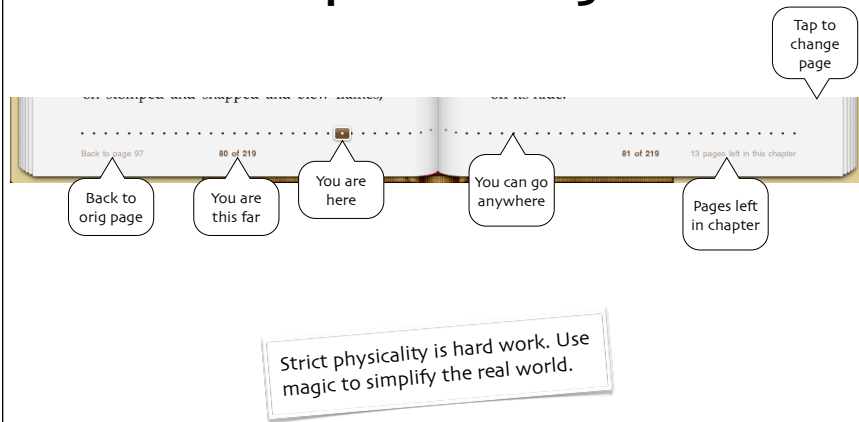 Tap to
change
page
Back to page 97
80 of 219
81 of 219
13 pages left in this chapter
Back to
orig page
You are
this far
You are
here
You can go
anywhere
Pages left
in chapter
Strict physicality is hard work. Use
magic to simplify the real world.